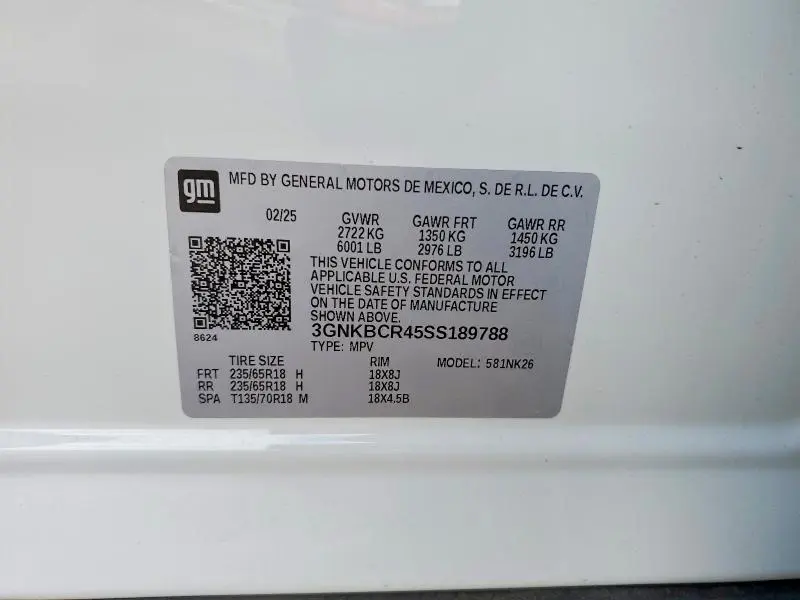 gm MFD BY GENERAL MOTORS DE MEXICO, S. DE R.L. DE C.V.
02/25 GVWR GAWR FRT GAWR RR
2722 KG 1350 KG 1450 KG
6001 LB 2976 LB 3196 LB
THIS VEHICLE CONFORMS TO ALL
APPLICABLE U.S. FEDERAL MOTOR
VEHICLE SAFETY STANDARDS IN EFFECT
ON THE DATE OF MANUFACTURE
SHOWN ABOVE.
8624
3GNKBCR45SS189788
TYPE: MPV
TIRE SIZE RIM MODEL: 581NK26
FRT 235/65R18 H 18X8J
RR 235/65R18 H 18X8J
SPA T135/70R18 M 18X4.5B